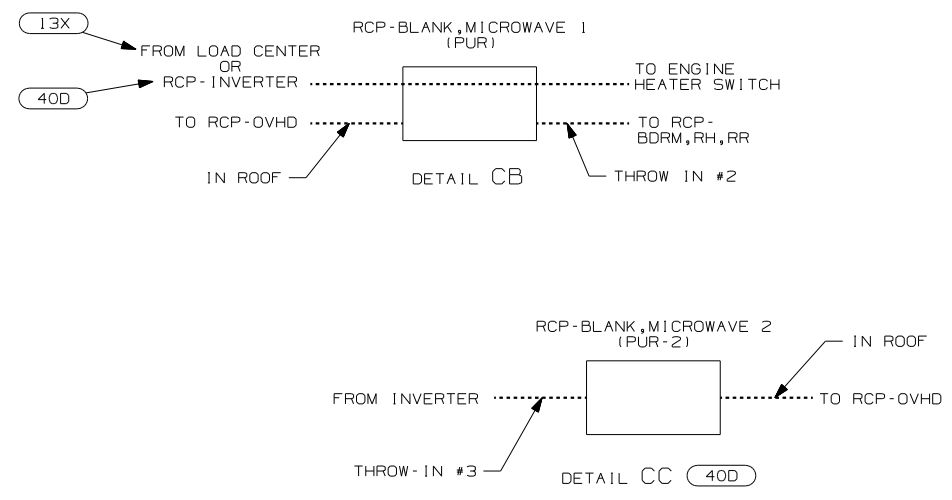 13X
RCP-BLANK,MICROWAVE 1
(PUR)
FROM LOAD CENTER
OR
RCP-INVERTER
40D
TO ENGINE
HEATER SWITCH
TO RCP-OVHD
TO RCP-
BDRM,RH,RR
IN ROOF
DETAIL CB
THROW IN #2
RCP-BLANK,MICROWAVE 2
(PUR-2)
IN ROOF
FROM INVERTER
TO RCP-OVHD
THROW-IN #3
DETAIL CC 40D